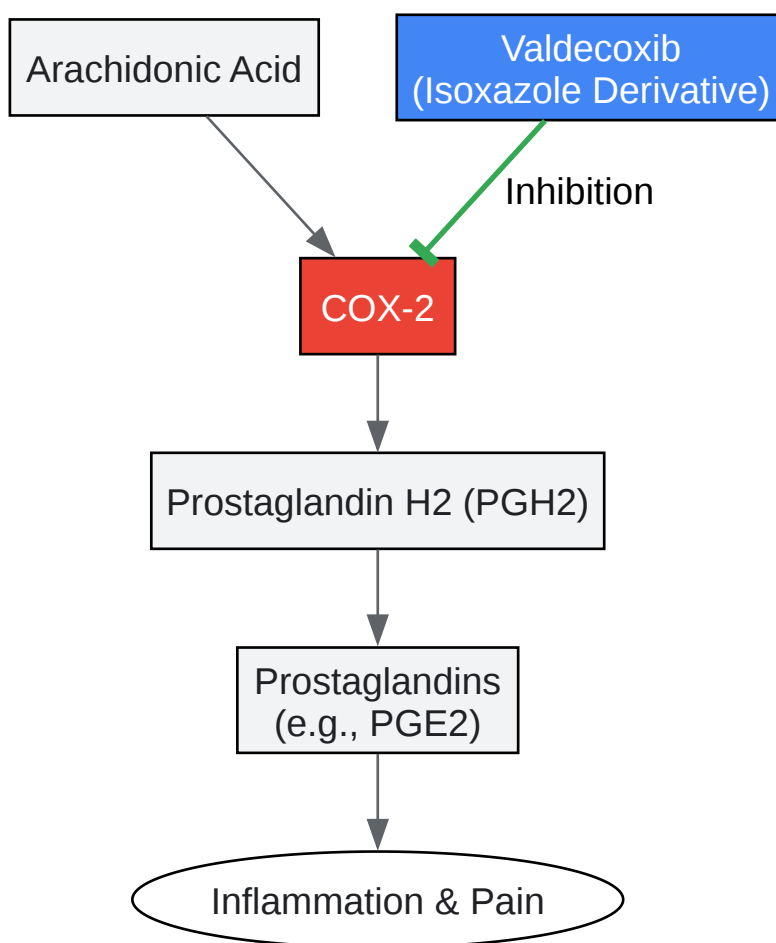 Arachidonic Acid
Valdecoxib
(Isoxazole Derivative)
Inhibition
COX-2
Prostaglandin H2 (PGH2)
Prostaglandins
(e.g., PGE2)
Inflammation & Pain